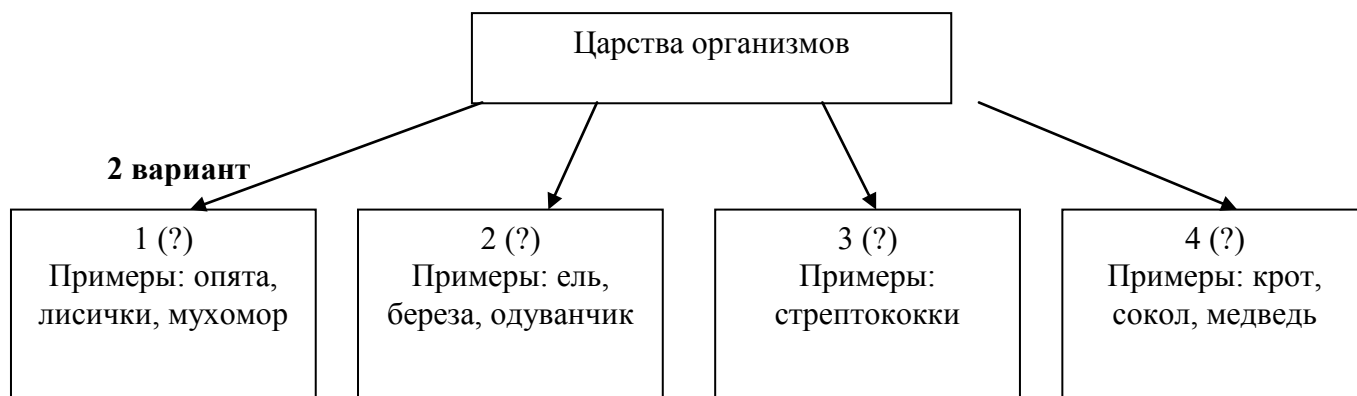 Царства организмов
2 вариант
1 (?)
Примеры: опята,
лисички, мухомор
2 (?)
Примеры: ель,
береза, одуванчик
3 (?)
Примеры:
стрептококки
4 (?)
Примеры: крот,
сокол, медведь